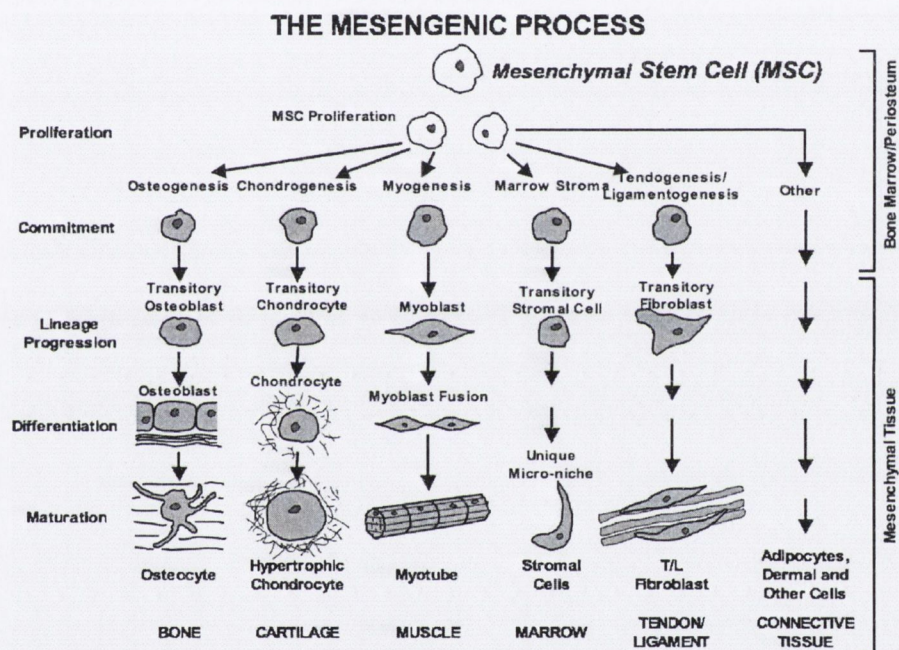 THE MESENGENIC PROCESS
Mesenchymal Stem Cell (MSC)
MSC Proliferation
Proliferation
Osteogenesis Chondrogenesis Myogenesis Marrow Stroma Tendogenesis/
Ligamentogenesis
Other
Commitment
Transitory
Osteoblast
Transitory
Chondrocyte
Myoblast
Transitory
Stromal Cell
Transitory
Fibroblast
Lineage
Progression
Osteoblast
Chondrocyte
Myoblast Fusion
Differentiation
Unique
Micro-niche
Maturation
Osteocyte
Hypertrophic
Chondrocyte
Myotube
Stromal
Cells
T/L
Fibroblast
Adipocytes,
Dermal and
Other Cells
BONE
CARTILAGE
MUSCLE
MARROW
TENDON/
LIGAMENT
CONNECTIVE
TISSUE
Bone Marrow/Periosteum
Mesenchymal Tissue